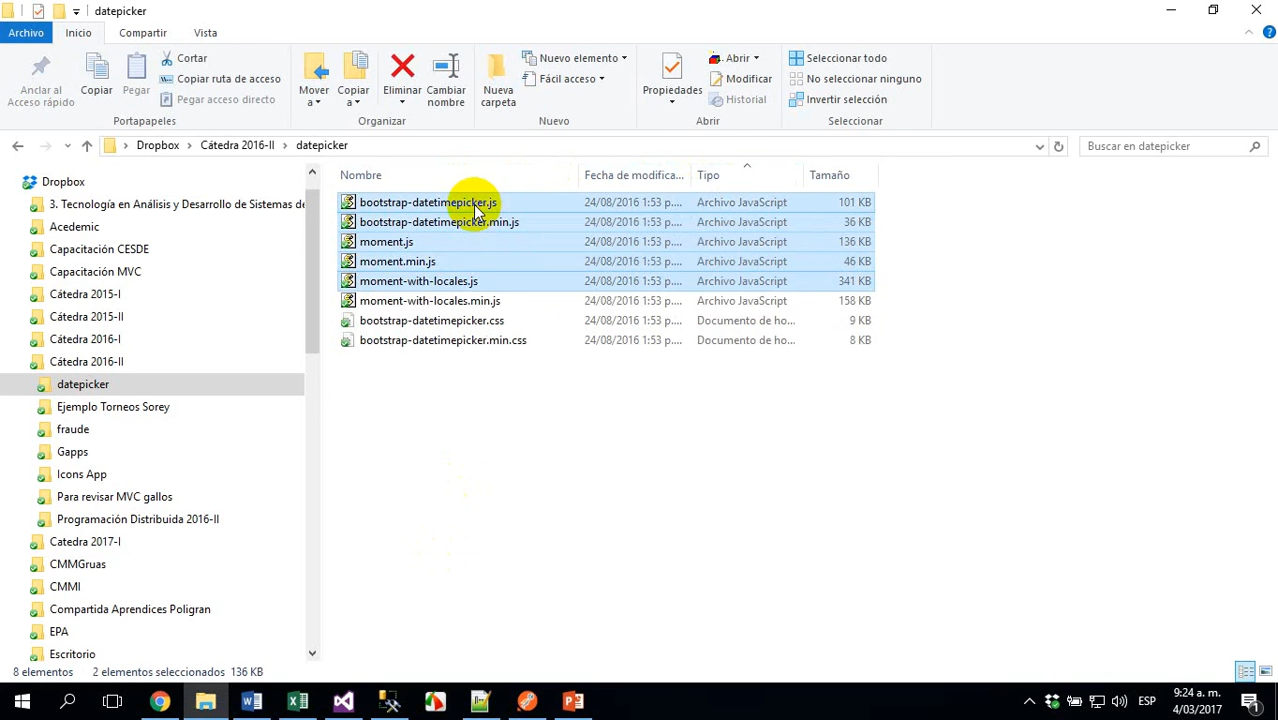 datepicker
Archivo
Inicio
Compartir
Vista
Anclar al
Acceso rápido
Copiar
Pegar
Cortar
Copiar ruta de acceso
Pegar acceso directo
Portapapeles
Mover
a
Copiar
a
Eliminar
Cambiar
nombre
Organizar
Nueva
carpeta
Nuevo elemento
Fácil acceso
Nuevo
Propiedades
Abrir
Modificar
Historial
Abrir
Seleccionar todo
No seleccionar ninguno
Invertir selección
Seleccionar
Dropbox
Cátedra 2016-II
datepicker
Buscar en datepicker
Nombre
Fecha de modifica...
Tipo
Tamaño
Dropbox
3. Tecnología en Análisis y Desarrollo de Sistemas de
Acedemic
Capacitación CESDE
Capacitación MVC
Cátedra 2015-I
Cátedra 2015-II
Cátedra 2016-I
Cátedra 2016-II
datepicker
Ejemplo Torneos Sorey
fraude
Gapps
Icons App
Para revisar MVC gallos
Programación Distribuida 2016-II
Catedra 2017-I
CMMGruas
CMMI
Compartida Aprendices Poligran
EPA
Escritorio
bootstrap-datetimepicker.js 24/08/2016 1:53 p.... Archivo JavaScript 101 KB
bootstrap-datetimepicker.min.js 24/08/2016 1:53 p.... Archivo JavaScript 36 KB
moment.js 24/08/2016 1:53 p.... Archivo JavaScript 136 KB
moment.min.js 24/08/2016 1:53 p.... Archivo JavaScript 46 KB
moment-with-locales.js 24/08/2016 1:53 p.... Archivo JavaScript 341 KB
moment-with-locales.min.js 24/08/2016 1:53 p.... Archivo JavaScript 158 KB
bootstrap-datetimepicker.css 24/08/2016 1:53 p.... Documento de ho... 9 KB
bootstrap-datetimepicker.min.css 24/08/2016 1:53 p.... Documento de ho... 8 KB
8 elementos 2 elementos seleccionados 136 KB
ESP
9:24 a. m.
4/03/2017
1